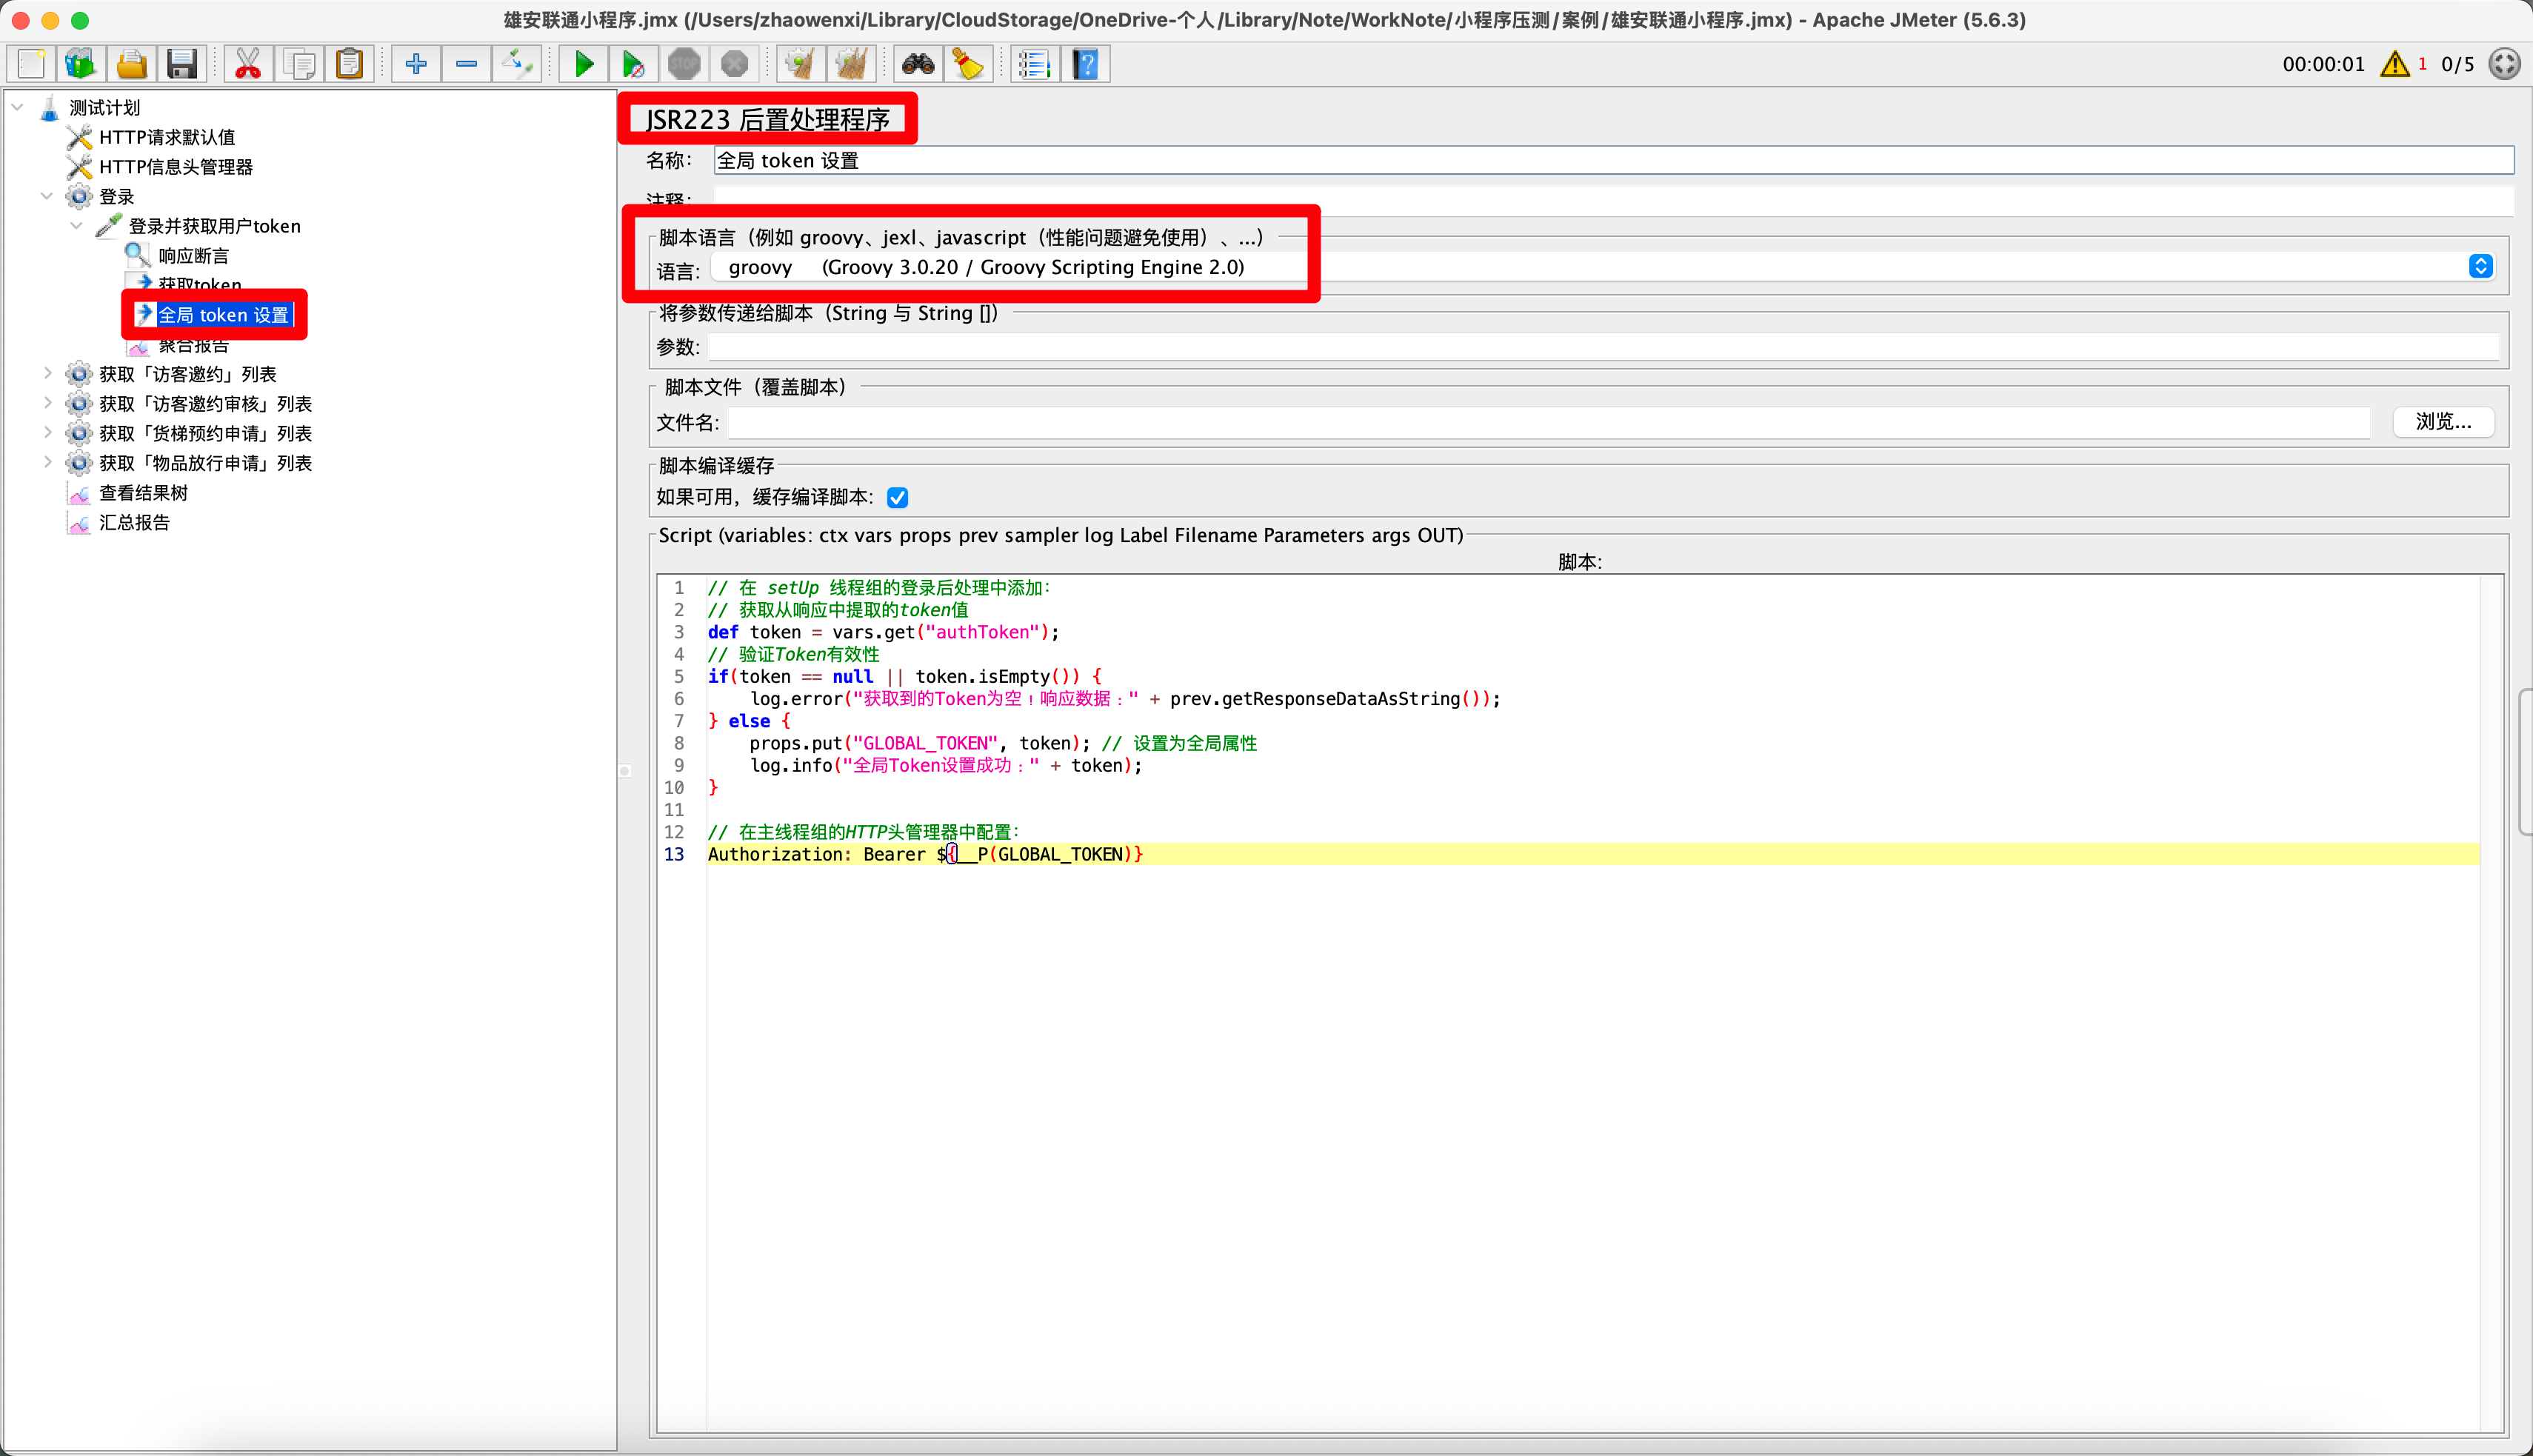 雄安联通小程序.jmx (/Users/zhaowenxi/Library/CloudStorage/OneDrive-个人/Library/Note/WorkNote/小程序压测/案例/雄安联通小程序.jmx) - Apache JMeter (5.6.3)
STOP
00:00:01 1 0/5
测试计划
HTTP请求默认值
HTTP信息头管理器
登录
登录并获取用户token
响应断言
获取token
全局 token 设置
聚合报告
获取「访客邀约」列表
获取「访客邀约审核」列表
获取「货梯预约申请」列表
获取「物品放行申请」列表
查看结果树
汇总报告
JSR223 后置处理程序
名称: 全局 token 设置
注释:
脚本语言（例如 groovy、jexl、javascript（性能问题避免使用）、...）
语言: groovy (Groovy 3.0.20 / Groovy Scripting Engine 2.0)
将参数传递给脚本（String 与 String []）
参数:
脚本文件（覆盖脚本）
文件名: 浏览...
脚本编译缓存
如果可用，缓存编译脚本:
Script (variables: ctx vars props prev sampler log Label Filename Parameters args OUT)
脚本:
1 // 在 setUp 线程组的登录后处理中添加：
2 // 获取从响应中提取的token值
3 def token = vars.get("authToken");
4 // 验证Token有效性
5 if(token == null || token.isEmpty()) {
6 log.error("获取到的Token为空！响应数据：" + prev.getResponseDataAsString());
7 } else {
8 props.put("GLOBAL_TOKEN", token); // 设置为全局属性
9 log.info("全局Token设置成功：" + token);
10 }
11
12 // 在主线程组的HTTP头管理器中配置：
13 Authorization: Bearer ${__P(GLOBAL_TOKEN)}